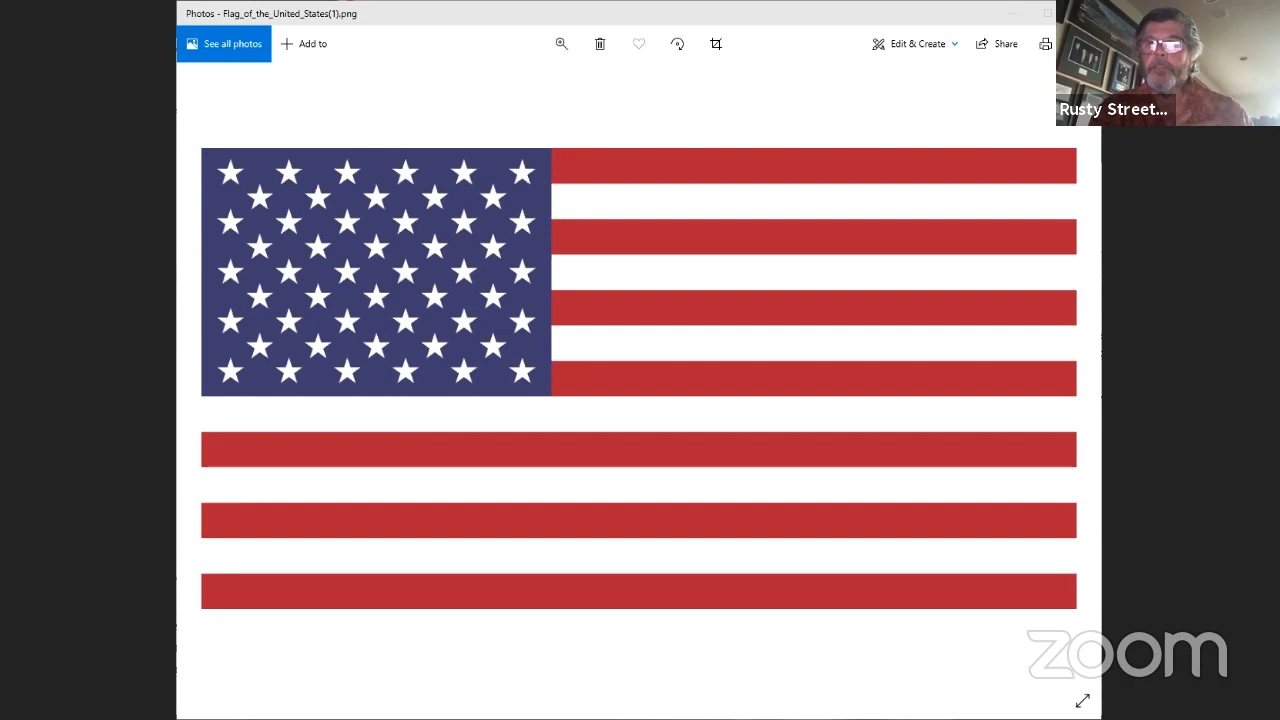 Photos - Flag_of_the_United_States(1).png
See all photos
Add to
Edit & Create
Share
Rusty Street...
zoom